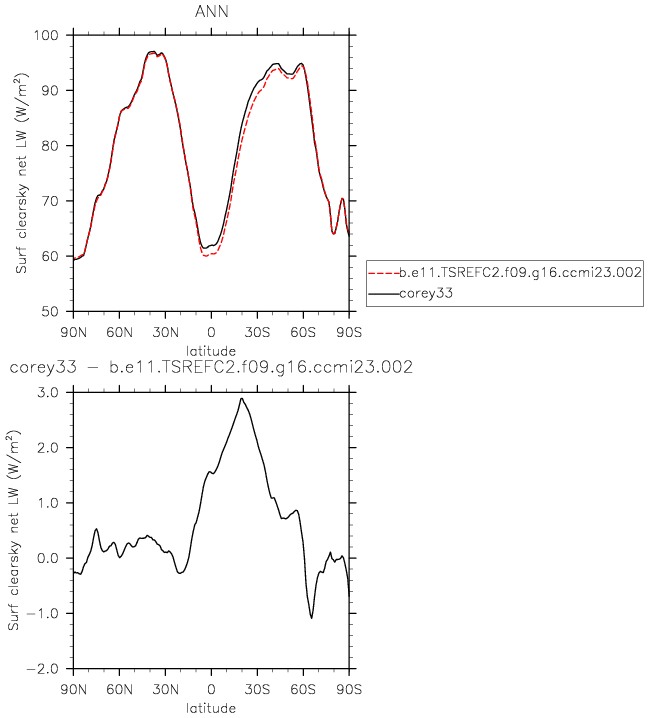 ANN
Surf clearsky net LW (W/m²)
100
90
80
70
60
50
90N 60N 30N 0 30S 60S 90S
latitude
b.e11.TSREFC2.f09.g16.ccmi23.002
corey33
corey33 − b.e11.TSREFC2.f09.g16.ccmi23.002
Surf clearsky net LW (W/m²)
3.0
2.0
1.0
0.0
−1.0
−2.0
90N 60N 30N 0 30S 60S 90S
latitude